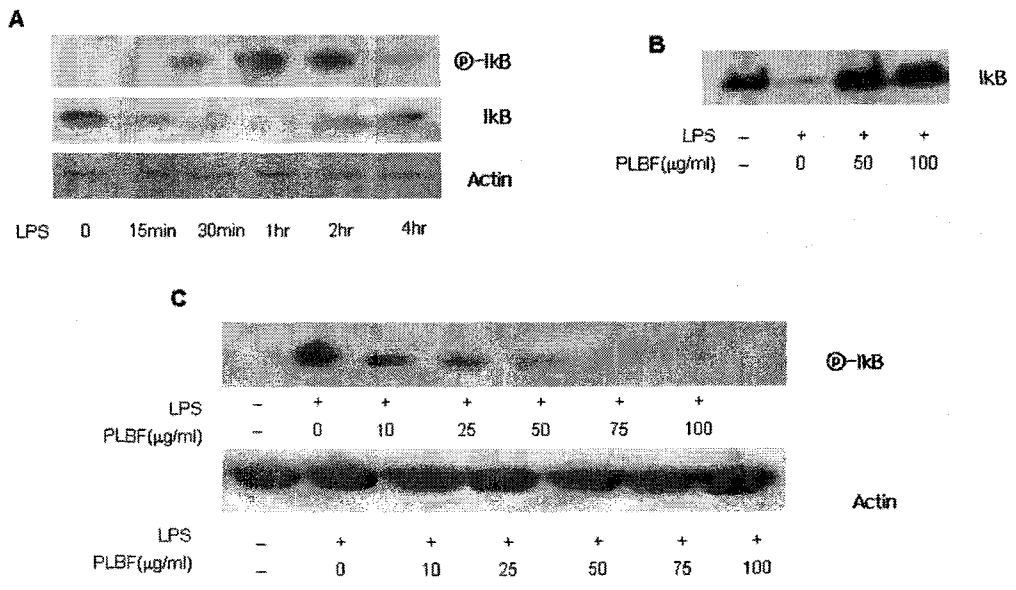 A
ⓟ-IkB
IkB
Actin
LPS 0 15min 30min 1hr 2hr 4hr
B
IkB
LPS - + + +
PLBF(μg/ml) - 0 50 100
C
ⓟ-IkB
LPS - + + + + + +
PLBF(μg/ml) - 0 10 25 50 75 100
Actin
LPS - + + + + + +
PLBF(μg/ml) - 0 10 25 50 75 100